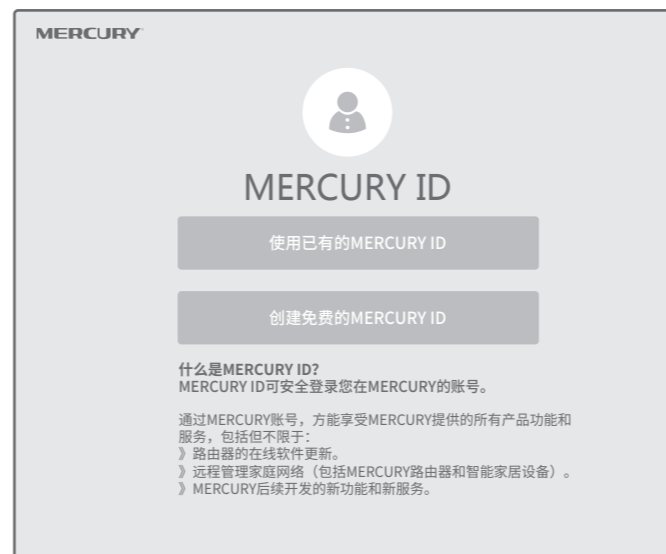 MERCURY
MERCURY ID
使用已有的MERCURY ID
创建免费的MERCURY ID
什么是MERCURY ID?
MERCURY ID可安全登录您在MERCURY的账号。
通过MERCURY账号，方能享受MERCURY提供的所有产品功能和
服务，包括但不限于：
》路由器的在线软件更新。
》远程管理家庭网络（包括MERCURY路由器和智能家居设备）。
》MERCURY后续开发的新功能和新服务。